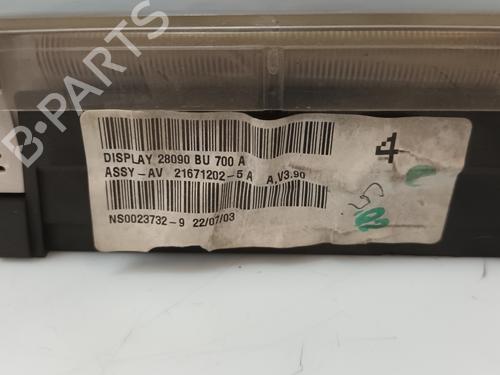 DISPLAY 28090 BU 700 A
ASSY-AV 21671202-5 A A.V3.90
NS0023732-9 22/07/03
4
B-PARTS